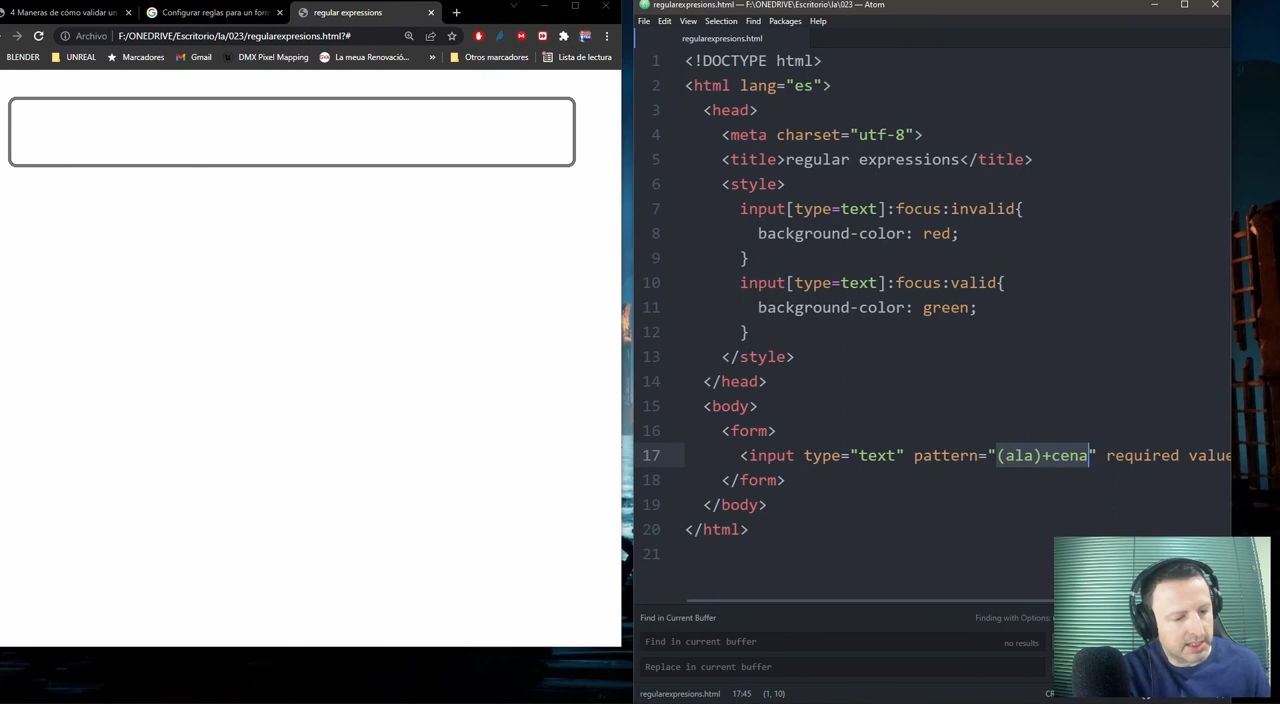 4 Maneras de cómo validar un
Configurar reglas para un form
regular expressions
Archivo
F:/ONEDRIVE/Escritorio/Ia/023/regularexpresions.html?#
BLENDER
UNREAL
Marcadores
Gmail
DMX Pixel Mapping
La meua Renovació...
»
Otros marcadores
Lista de lectura
regularexpresions.html — F:\ONEDRIVE\Escritorio\Ia\023 — Atom
File Edit View Selection Find Packages Help
regularexpresions.html
1 <!DOCTYPE html>
2 <html lang="es">
3 <head>
4 <meta charset="utf-8">
5 <title>regular expressions</title>
6 <style>
7 input[type=text]:focus:invalid{
8 background-color: red;
9 }
10 input[type=text]:focus:valid{
11 background-color: green;
12 }
13 </style>
14 </head>
15 <body>
16 <form>
17 <input type="text" pattern="(ala)+cena" required value
18 </form>
19 </body>
20 </html>
21
Find in Current Buffer
Finding with Options:
Find in current buffer
no results
Replace in current buffer
regularexpresions.html 17:45 (1, 10)
CR